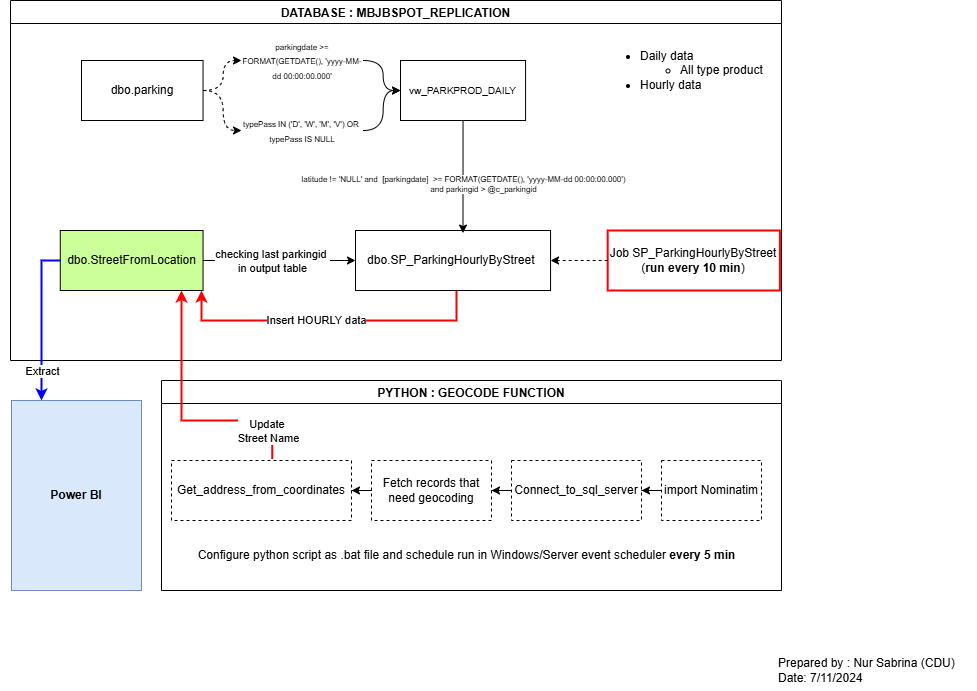 DATABASE : MBJBSPOT_REPLICATION
parkingdate >=
FORMAT(GETDATE(), 'yyyy-MM-
dd 00:00:00.000'
dbo.parking
typePass IN ('D', 'W', 'M', 'V') OR
typePass IS NULL
vw_PARKPROD_DAILY
Daily data
All type product
Hourly data
latitude != 'NULL' and [parkingdate] >= FORMAT(GETDATE(), 'yyyy-MM-dd 00:00:00.000')
and parkingid > @c_parkingid
dbo.StreetFromLocation
checking last parkingid
in output table
dbo.SP_ParkingHourlyByStreet
Job SP_ParkingHourlyByStreet
(run every 10 min)
Insert HOURLY data
Extract
Power BI
PYTHON : GEOCODE FUNCTION
Update
Street Name
Get_address_from_coordinates
Fetch records that
need geocoding
Connect_to_sql_server
import Nominatim
Configure python script as .bat file and schedule run in Windows/Server event scheduler every 5 min
Prepared by : Nur Sabrina (CDU)
Date: 7/11/2024